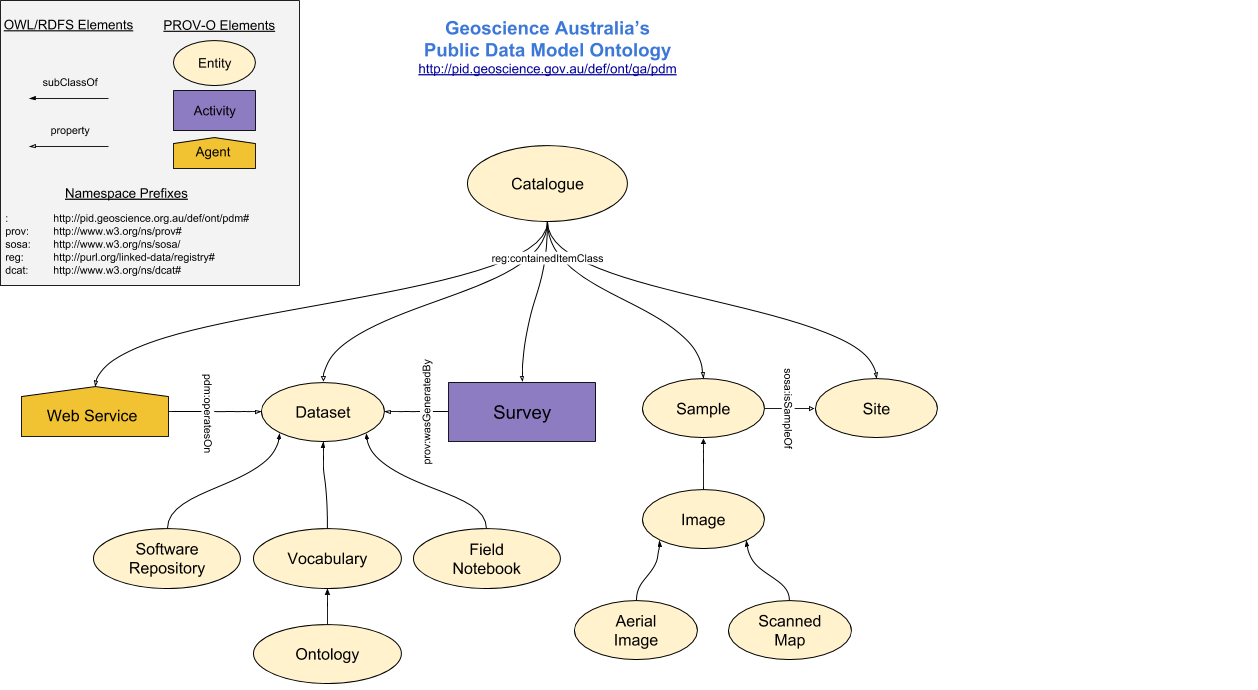 OWL/RDFS Elements
PROV-O Elements
Entity
subClassOf
Activity
property
Agent
Namespace Prefixes
: http://pid.geoscience.org.au/def/ont/pdm#
prov: http://www.w3.org/ns/prov#
sosa: http://www.w3.org/ns/sosa/
reg: http://purl.org/linked-data/registry#
dcat: http://www.w3.org/ns/dcat#
Geoscience Australia's
Public Data Model Ontology
http://pid.geoscience.gov.au/def/ont/ga/pdm
Catalogue
reg:containedItemClass
Web Service
pdm:operatesOn
Dataset
prov:wasGeneratedBy
Survey
Sample
sosa:isSampleOf
Site
Software
Repository
Vocabulary
Field
Notebook
Image
Ontology
Aerial
Image
Scanned
Map